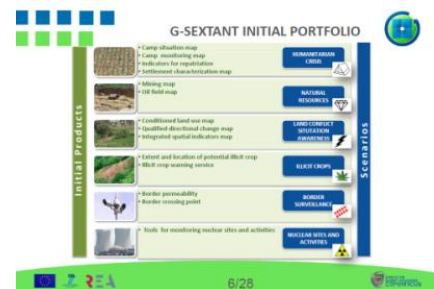 G-SEXTANT INITIAL PORTFOLIO
Initial Products
• Camp situation map
• Camp monitoring map
• Indicators for repatriation
• Settlement characterization map
HUMANITARIAN
CRISIS
• Mining map
• Oil field map
NATURAL
RESOURCES
• Conditioned land use map
• Qualified directional change map
• Integrated spatial indicators map
LAND CONFLICT
SITUTATION
AWARENESS
• Extent and location of potential illicit crop
• Illicit crop warning service
ILLICIT CROPS
• Border permeability
• Border crossing point
BORDER
SURVEILLANCE
• Tools for monitoring nuclear sites and activities
NUCLEAR SITES AND
ACTIVITIES
Scenarios
REA
6/28
copernicus